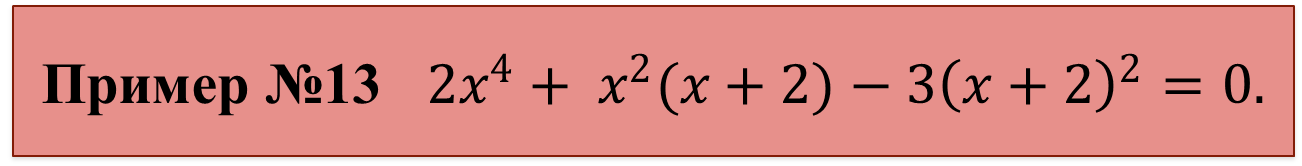 Пример №13 2x⁴ + x²(x + 2) − 3(x + 2)² = 0.